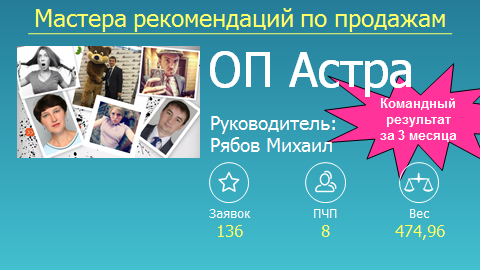 Мастера рекомендаций по продажам
ОП Астра
Командный
результат
за 3 месяца
Руководитель:
Рябов Михаил
Заявок
ПЧП
Вес
136
8
474,96